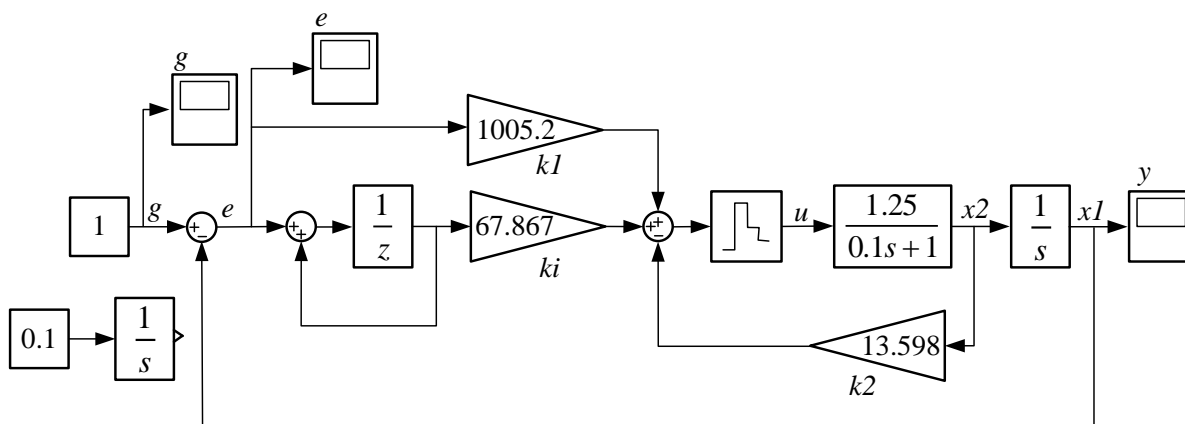 e
g
1005.2
k1
y
1
g
+
−
e
+
+
1
z
67.867
ki
+
+
−
u
1.25
0.1s+1
x2
1
s
x1
0.1
1
s
13.598
k2